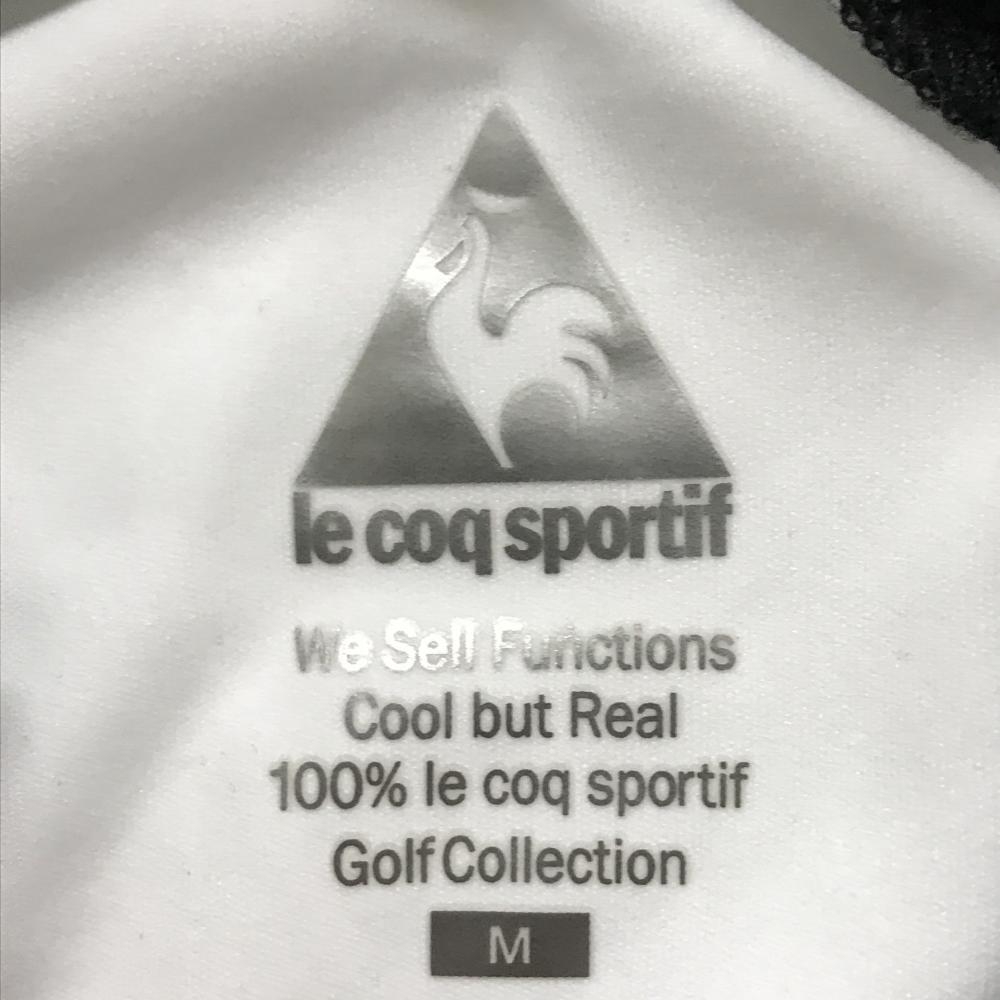 le coq sportif
We Sell Functions
Cool but Real
100% le coq sportif
Golf Collection
M